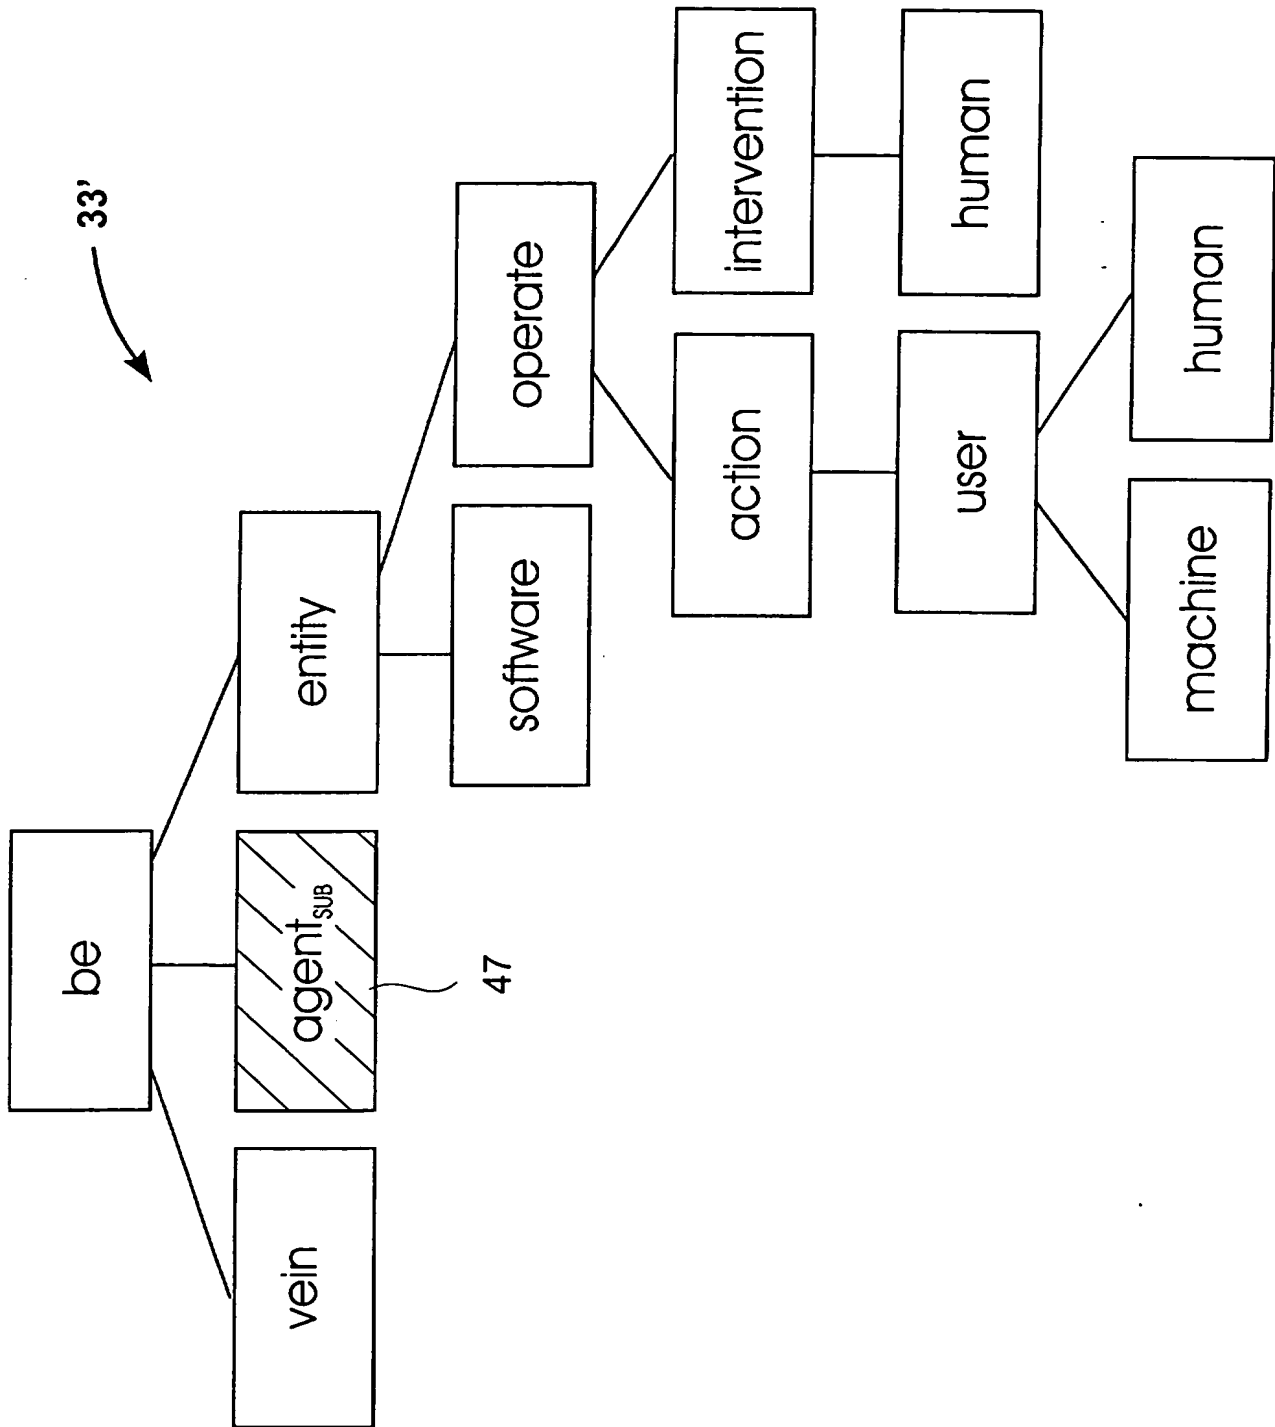 33'
be
vein
agentSUB
entity
47
software
operate
action
intervention
user
human
machine
human